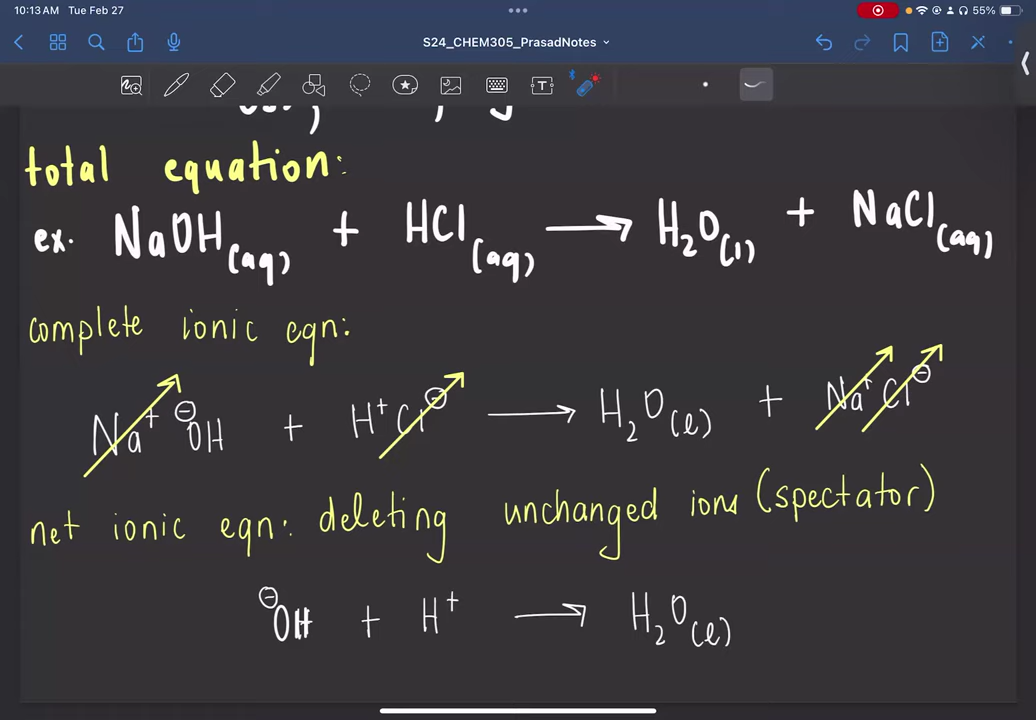 10:13 AM Tue Feb 27
55%
S24_CHEM305_PrasadNotes
total equation:
ex. NaOH(aq) + HCl(aq) → H₂O(l) + NaCl(aq)
complete ionic eqn:
Na⁺ ⊖OH + H⁺ Cl⊖ → H₂O(ℓ) + Na⁺ Cl⊖
net ionic eqn: deleting unchanged ions (spectator)
⊖OH + H⁺ → H₂O(ℓ)